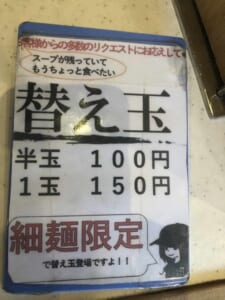 お客様からの多数のリクエストにお応えして
スープが残っていて
もうちょっと食べたい
替え玉
半玉 100円
1玉 150円
細麺限定
で替え玉登場ですよ！！